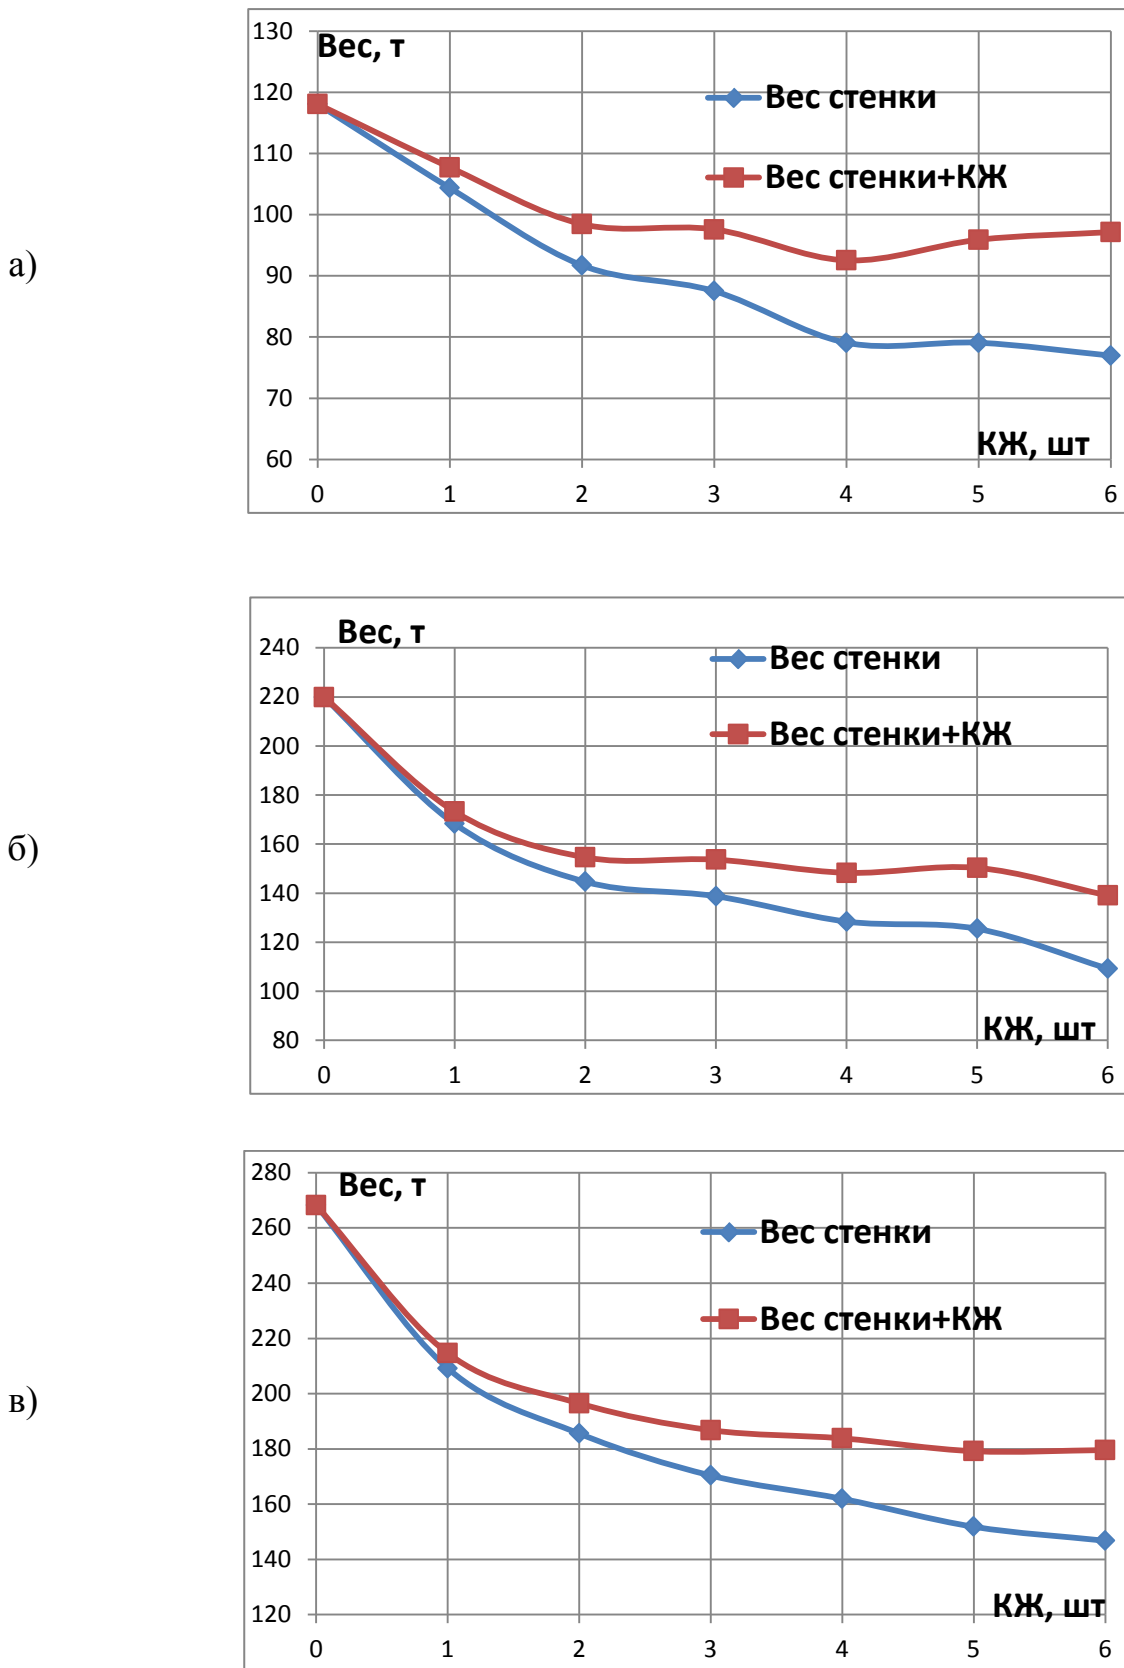 а)
130
Вес, т
120
Вес стенки
110
Вес стенки+КЖ
100
90
80
70
КЖ, шт
60
0 1 2 3 4 5 6
б)
Вес, т
240
Вес стенки
220
Вес стенки+КЖ
200
180
160
140
120
100
КЖ, шт
80
0 1 2 3 4 5 6
в)
280
Вес, т
260
Вес стенки
240
Вес стенки+КЖ
220
200
180
160
140
КЖ, шт
120
0 1 2 3 4 5 6